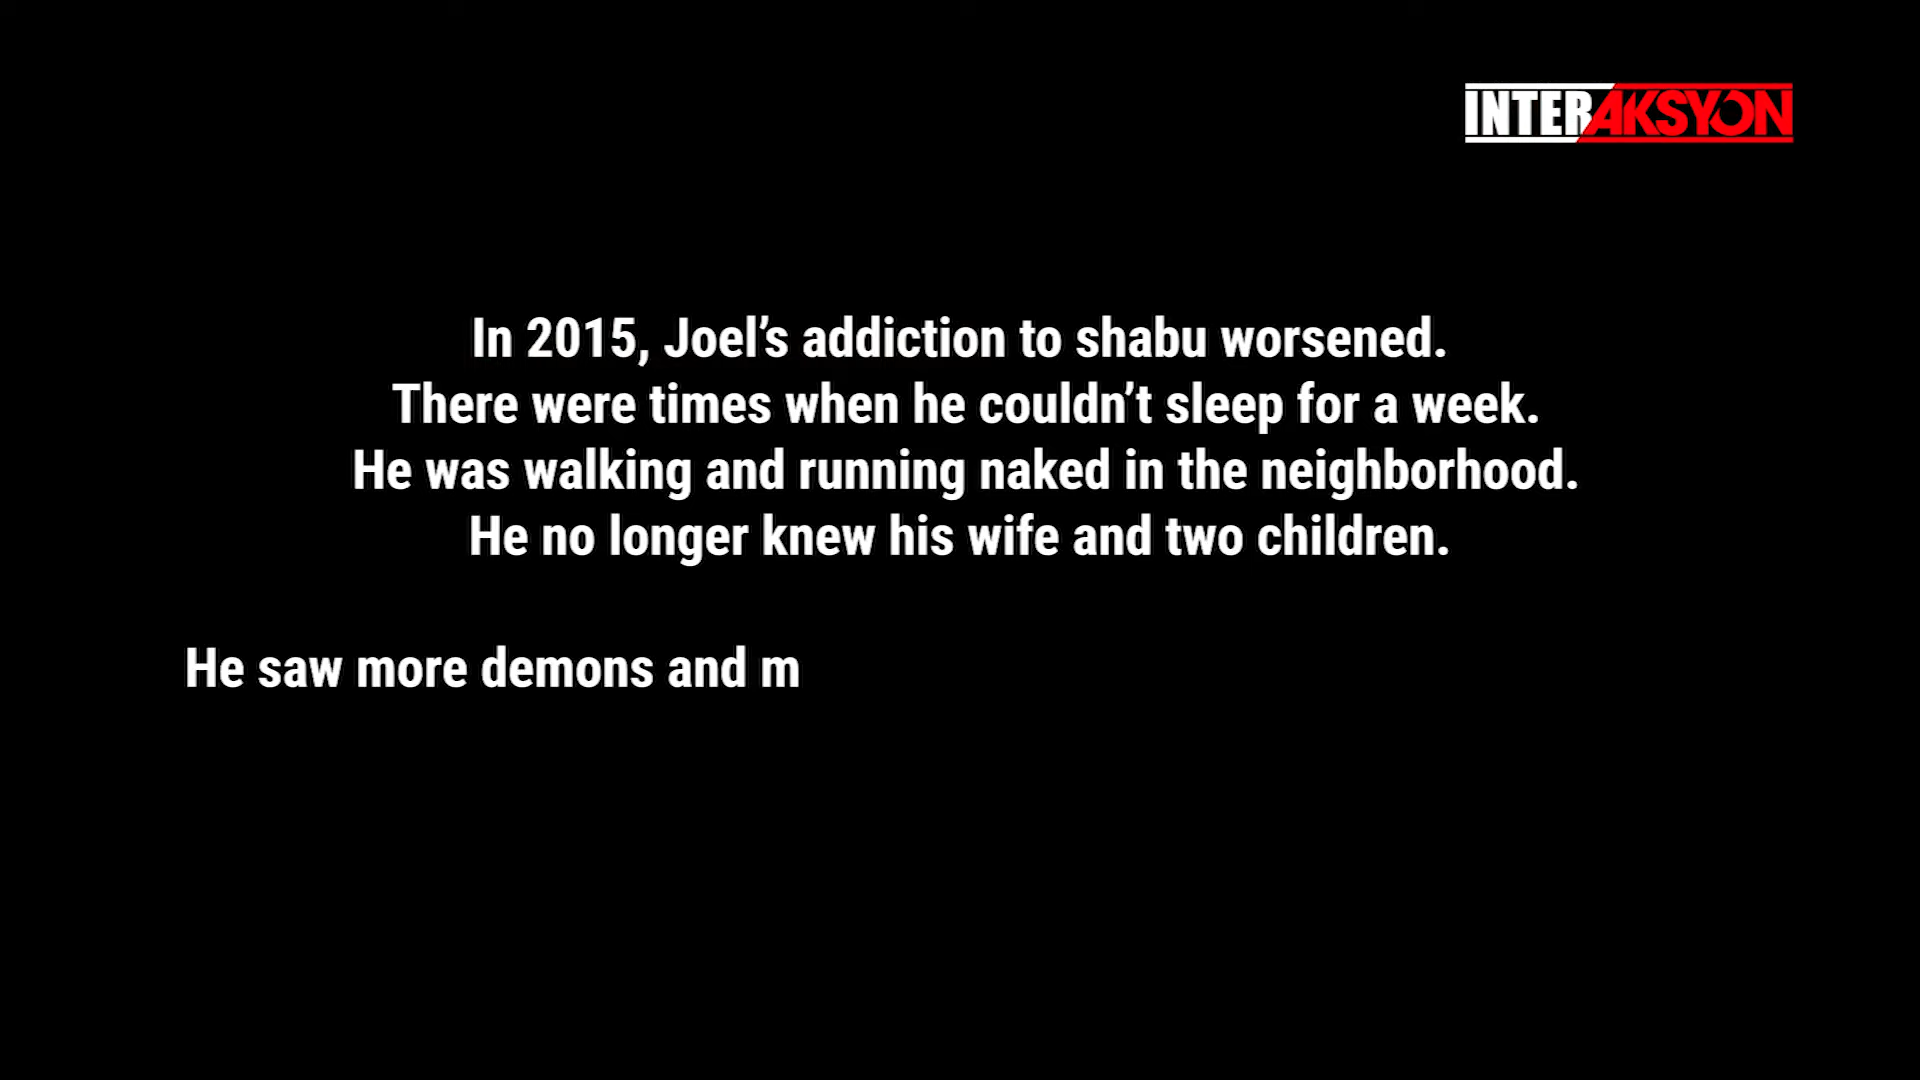 INTERAKSYON
In 2015, Joel’s addiction to shabu worsened.
There were times when he couldn’t sleep for a week.
He was walking and running naked in the neighborhood.
He no longer knew his wife and two children.
He saw more demons and m